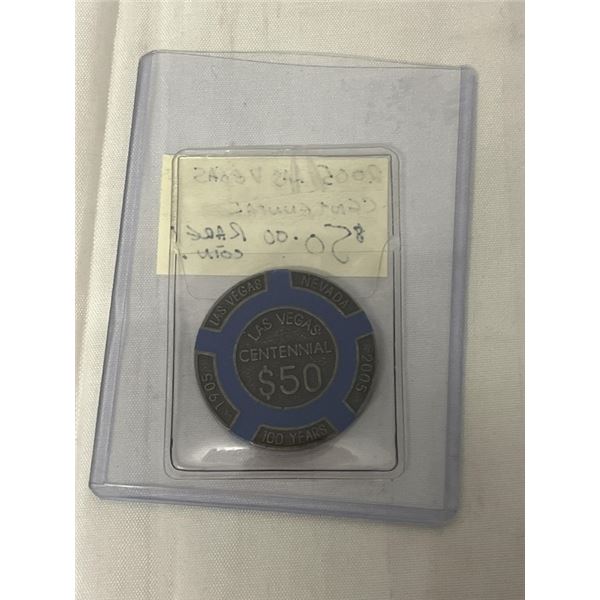 2005 LAS VEGAS
CENTENNIAL
$50.00 RARE!
COIN.
LAS VEGAS
NEVADA
1905
2005
LAS VEGAS
CENTENNIAL
$50
100 YEARS